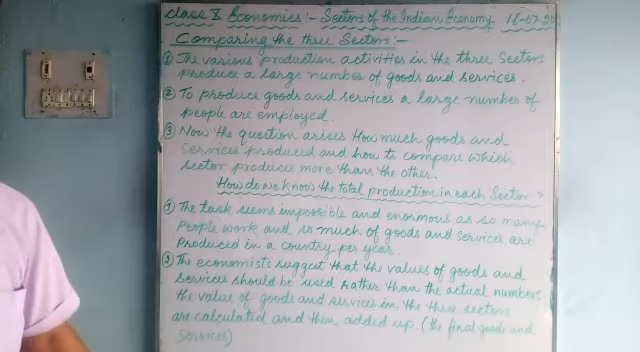 Class X Economics:- Sectors of the Indian Economy 18-07-20
Comparing the three Sectors:-
① The various production activities in the three Sectors
produce a large number of goods and services.
② To produce goods and services a large number of
people are employed.
③ Now the question arises How much goods and
services produced and how to compare which
sector produces more than the other.
How do we know the total production in each Sector?
① The task seems impossible and enormous as so many
People work and so much of goods and services are
Produced in a country per year.
② The economists suggest that the values of goods and
Services should be used rather than the actual numbers
the value of goods and services in the three sectors
are calculated and then added up. (the final goods and
services)